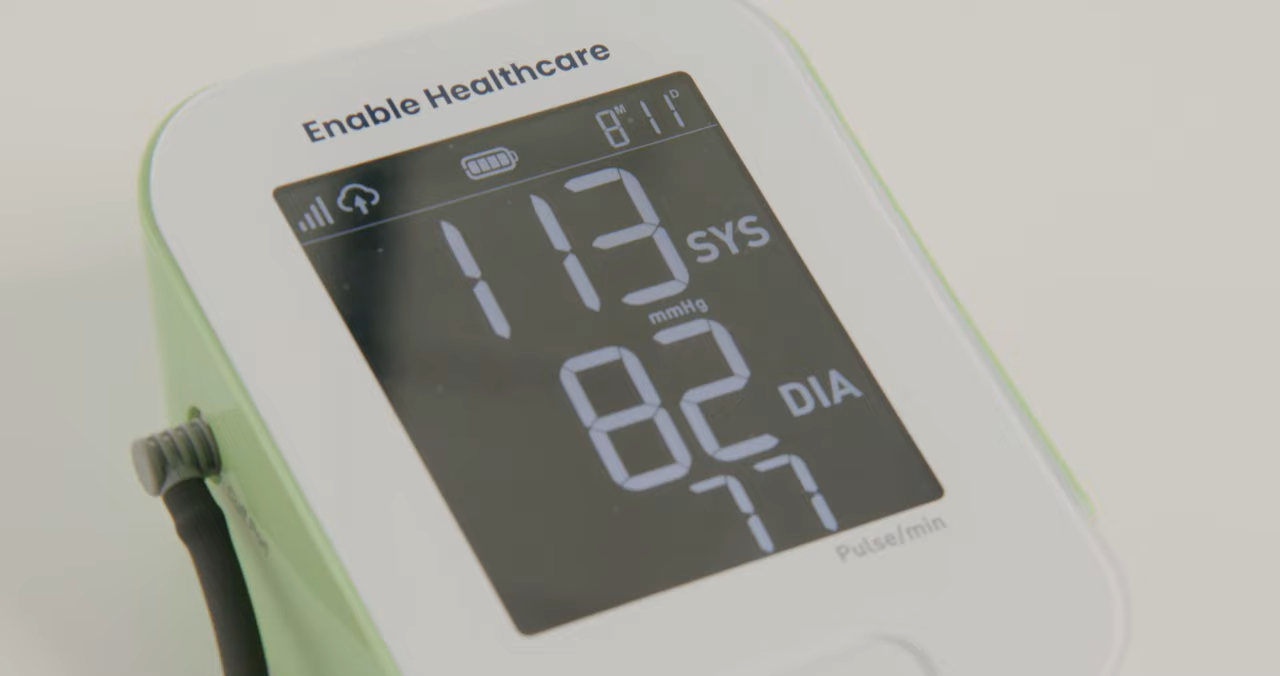 Enable Healthcare
8M 11D
113 SYS
mmHg
82 DIA
77
Pulse/min